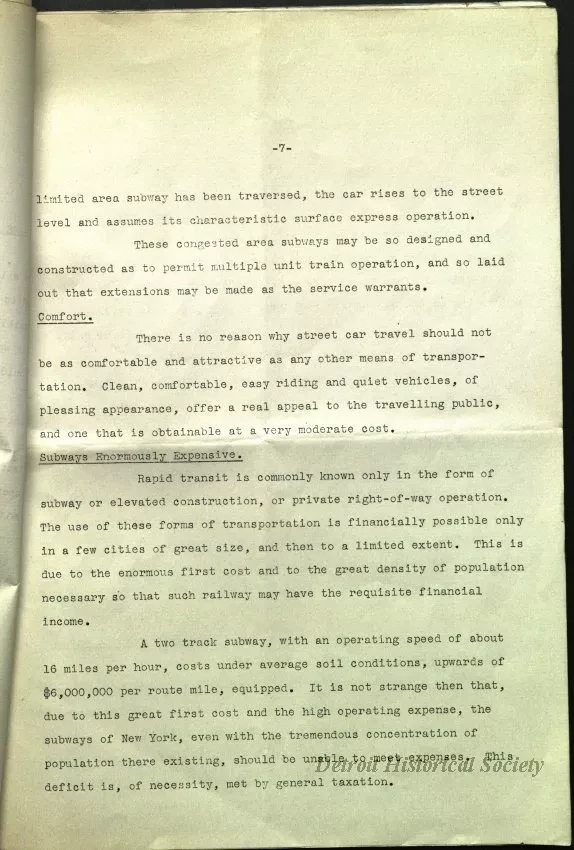 -7-
limited area subway has been traversed, the car rises to the street
level and assumes its characteristic surface express operation.
These congested area subways may be so designed and
constructed as to permit multiple unit train operation, and so laid
out that extensions may be made as the service warrants.
Comfort.
There is no reason why street car travel should not
be as comfortable and attractive as any other means of transpor-
tation. Clean, comfortable, easy riding and quiet vehicles, of
pleasing appearance, offer a real appeal to the travelling public,
and one that is obtainable at a very moderate cost.
Subways Enormously Expensive.
Rapid transit is commonly known only in the form of
subway or elevated construction, or private right-of-way operation.
The use of these forms of transportation is financially possible only
in a few cities of great size, and then to a limited extent. This is
due to the enormous first cost and to the great density of population
necessary so that such railway may have the requisite financial
income.
A two track subway, with an operating speed of about
16 miles per hour, costs under average soil conditions, upwards of
$6,000,000 per route mile, equipped. It is not strange then that,
due to this great first cost and the high operating expense, the
subways of New York, even with the tremendous concentration of
population there existing, should be unable to meet expenses. This
deficit is, of necessity, met by general taxation.
Detroit Historical Society